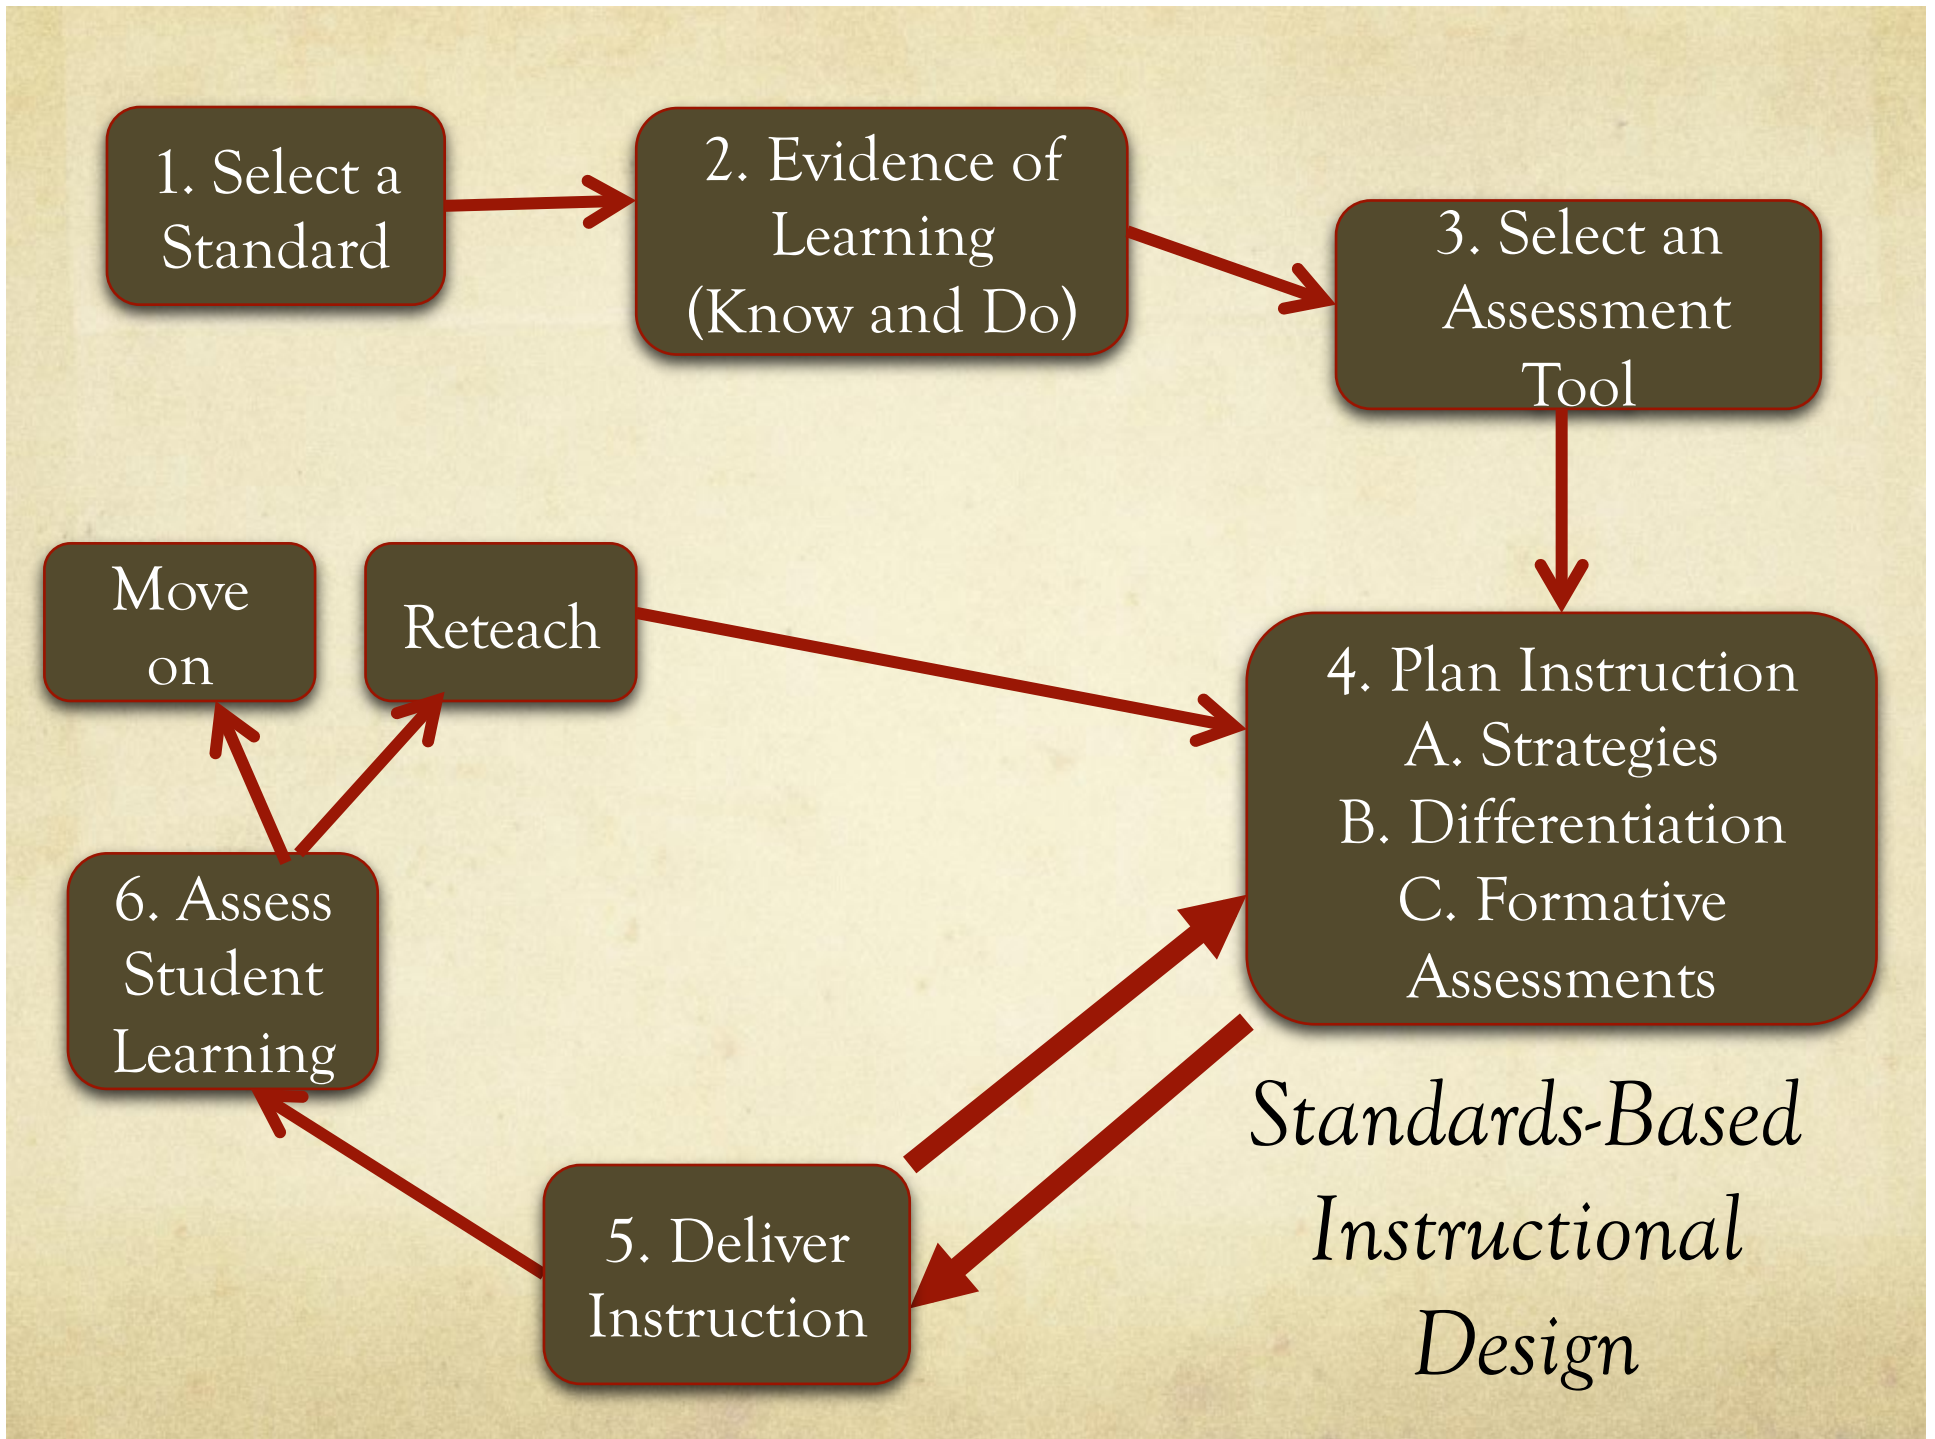 1. Select a
Standard
2. Evidence of
Learning
(Know and Do)
3. Select an
Assessment
Tool
4. Plan Instruction
A. Strategies
B. Differentiation
C. Formative
Assessments
5. Deliver
Instruction
6. Assess
Student
Learning
Move
on
Reteach
Standards-Based
Instructional
Design